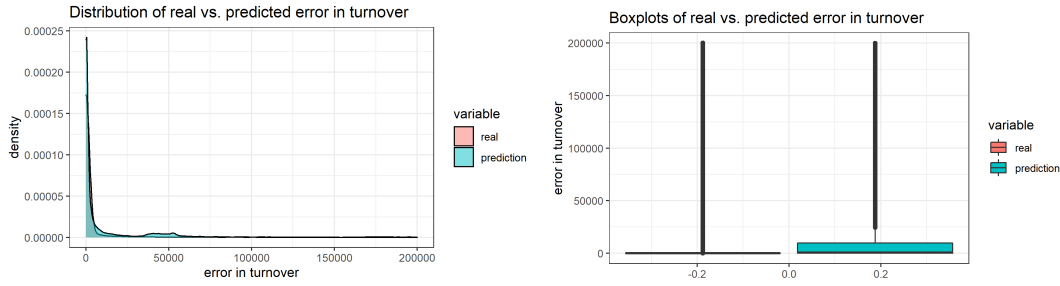 Distribution of real vs. predicted error in turnover
0.00025
0.00020
0.00015
0.00010
0.00005
0.00000
density
0
50000
100000
150000
200000
error in turnover
variable
real
prediction
Boxplots of real vs. predicted error in turnover
200000
150000
100000
50000
0
error in turnover
-0.2
0.0
0.2
variable
real
prediction